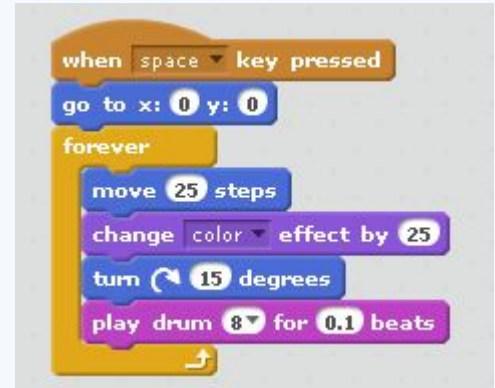 when space key pressed
go to x: 0 y: 0
forever
move 25 steps
change color effect by 25
turn 15 degrees
play drum 8 for 0.1 beats